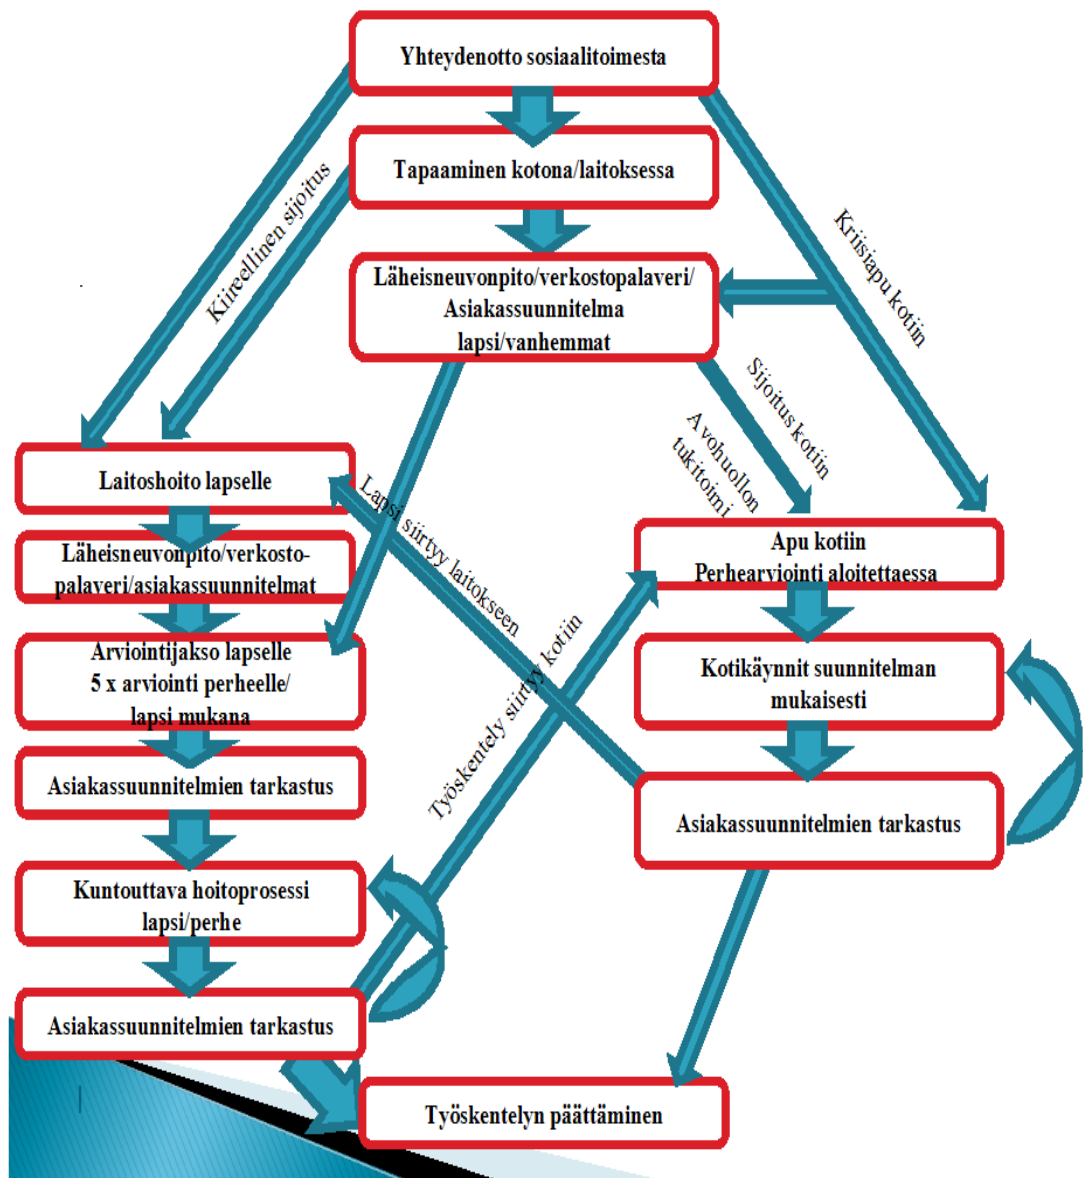 Yhteydenotto sosiaalitoimesta
Tapaaminen kotona/laitoksessa
Kiireellinen sijoitus
Kriisiapu kotiin
Läheisneuvonpito/verkostopalaveri/
Asiakassuunnitelma
lapsi/vanhemmat
Sijoitus kotiin
Avohuollon
tukitoimi
Laitoshoito lapselle
Lapsi siirtyy laitokseen
Läheisneuvonpito/verkosto-
palaveri/asiakassuunnitelmat
Apu kotiin
Perhearviointi aloitettaessa
Arviointijakso lapselle
5 x arviointi perheelle/
lapsi mukana
Kotikäynnit suunnitelman
mukaisesti
Työskentely siirtyy kotiin
Asiakassuunnitelmien tarkastus
Asiakassuunnitelmien tarkastus
Kuntouttava hoitoprosessi
lapsi/perhe
Asiakassuunnitelmien tarkastus
Työskentelyn päättäminen